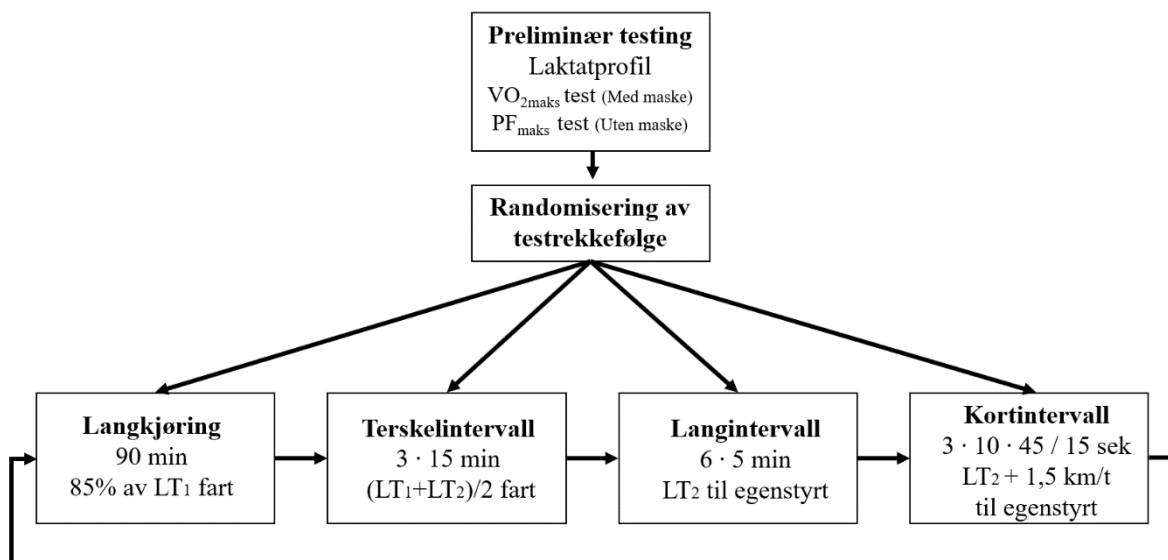 Preliminær testing
Laktatprofil
VO2maks test (Med maske)
PFmaks test (Uten maske)
Randomisering av
testrekkefølge
Langkjøring
90 min
85% av LT1 fart
Terskelintervall
3 · 15 min
(LT1+LT2)/2 fart
Langintervall
6 · 5 min
LT2 til egenstyrt
Kortintervall
3 · 10 · 45 / 15 sek
LT2 + 1,5 km/t
til egenstyrt